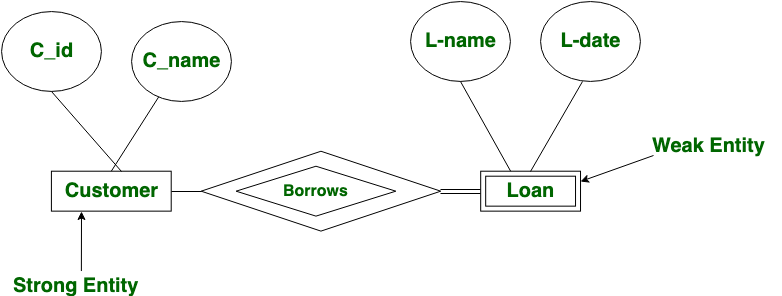 C_id
C_name
L-name
L-date
Weak Entity
Customer
Borrows
Loan
Strong Entity